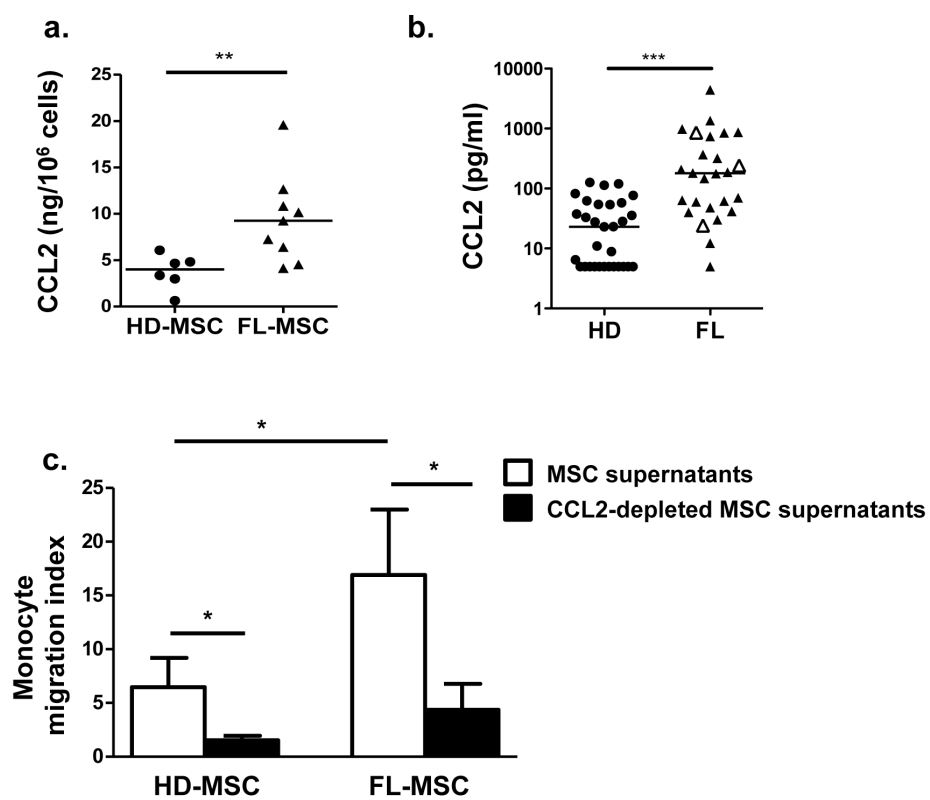 a.
**
CCL2 (ng/10⁶ cells)
25
20
15
10
5
0
HD-MSC FL-MSC
b.
***
CCL2 (pg/ml)
10000
1000
100
10
1
HD FL
c.
*
*
*
MSC supernatants
CCL2-depleted MSC supernatants
Monocyte
migration index
25
20
15
10
5
0
HD-MSC FL-MSC